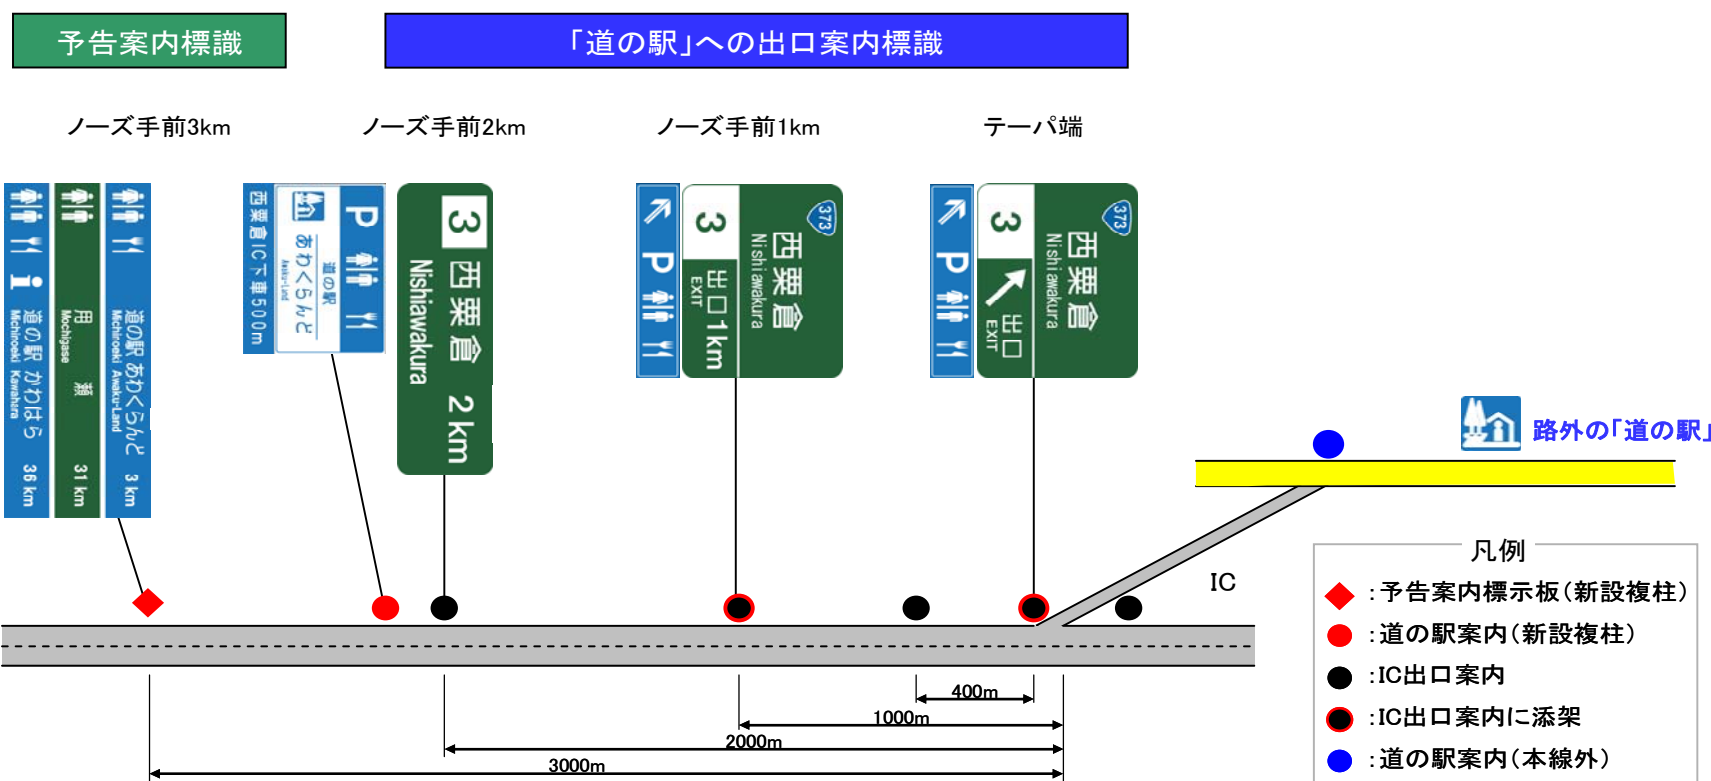 予告案内標識
「道の駅」への出口案内標識
ノーズ手前3km
ノーズ手前2km
ノーズ手前1km
テーパ端
道の駅 あわくらんど 3 km
Michiroeki Awaku-Land
用瀬 31 km
Mochigase
道の駅 かわはら 36 km
Michinoeki Kawahara
P
道の駅
あわくらんど
Awaku-Land
西粟倉IC下車500m
3 西粟倉 2km
Nishiawakura
373
西粟倉
Nishiawakura
3 出口 1km
EXIT
P
373
西粟倉
Nishiawakura
3 出口
EXIT
P
路外の「道の駅」
IC
400m
1000m
2000m
3000m
凡例
:予告案内標示板(新設複柱)
:道の駅案内(新設複柱)
:IC出口案内
:IC出口案内に添架
:道の駅案内(本線外)